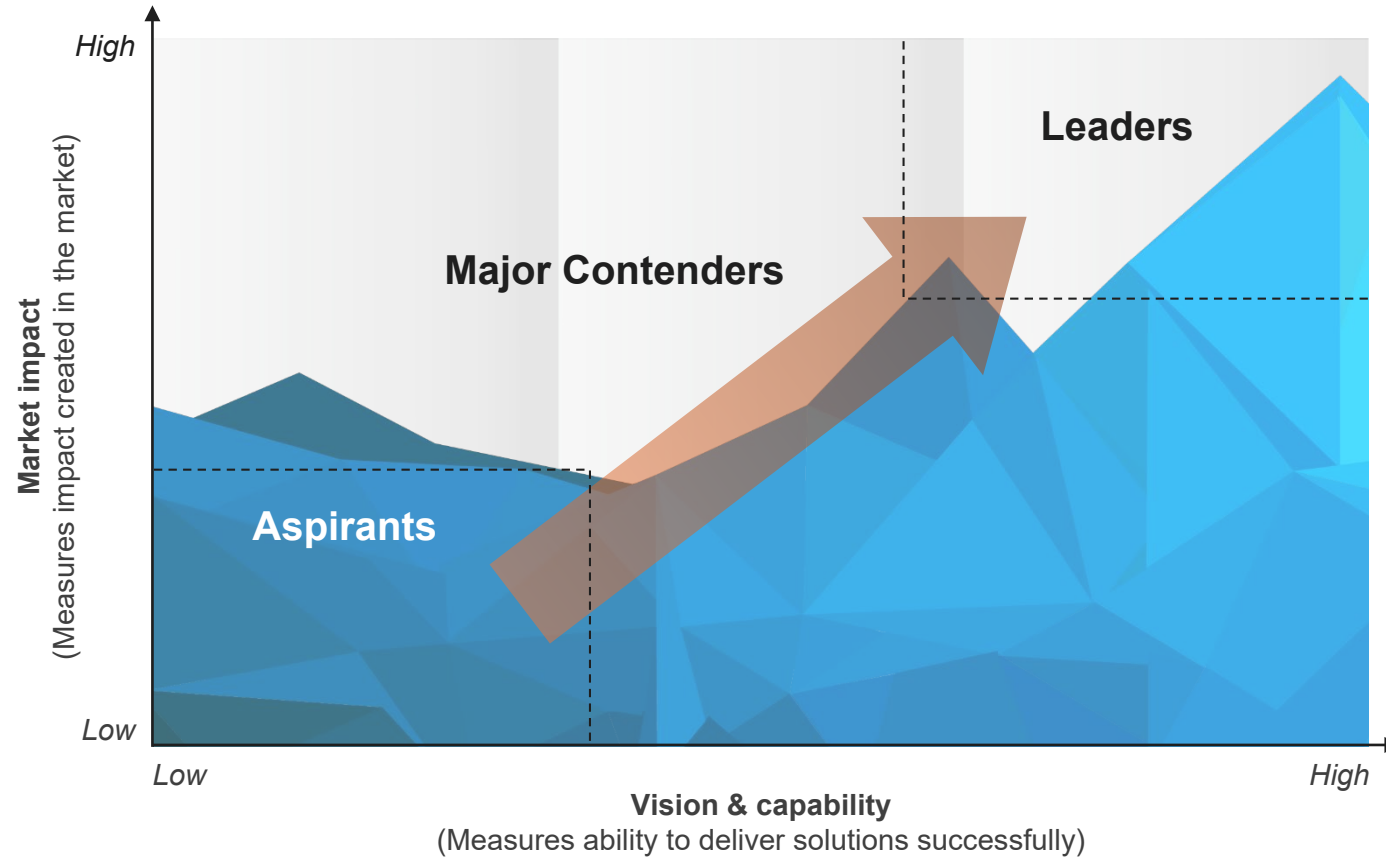 High
Leaders
Major Contenders
Market impact
(Measures impact created in the market)
Aspirants
Low
Low
High
Vision & capability
(Measures ability to deliver solutions successfully)